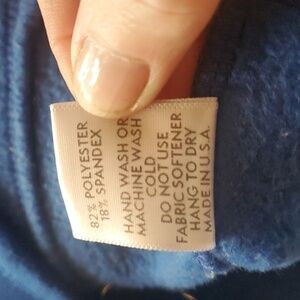 82% POLYESTER
18% SPANDEX
HAND WASH OR
MACHINE WASH
COLD
DO NOT USE
FABRIC SOFTENER
HANG TO DRY
MADE IN U.S.A.